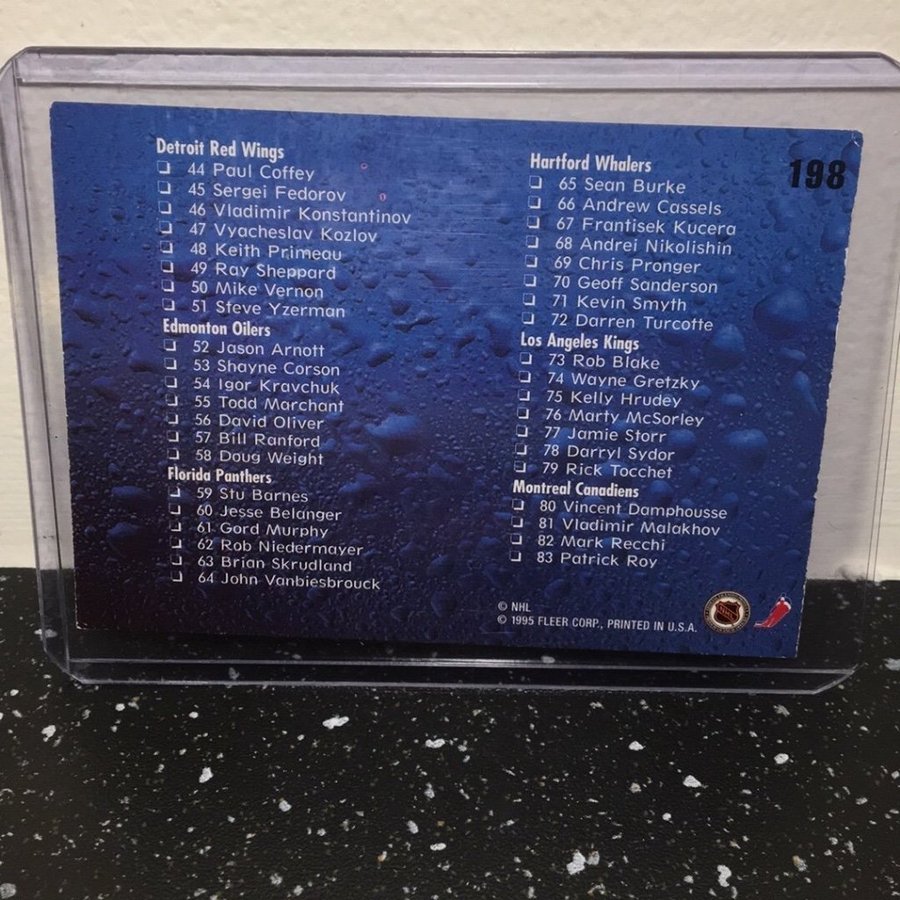 Detroit Red Wings
44 Paul Coffey
45 Sergei Fedorov
46 Vladimir Konstantinov
47 Vyacheslav Kozlov
48 Keith Primeau
49 Ray Sheppard
50 Mike Vernon
51 Steve Yzerman
Edmonton Oilers
52 Jason Arnott
53 Shayne Corson
54 Igor Kravchuk
55 Todd Marchant
56 David Oliver
57 Bill Ranford
58 Doug Weight
Florida Panthers
59 Stu Barnes
60 Jesse Belanger
61 Gord Murphy
62 Rob Niedermayer
63 Brian Skrudland
64 John Vanbiesbrouck
198
Hartford Whalers
65 Sean Burke
66 Andrew Cassels
67 Frantisek Kucera
68 Andrei Nikolishin
69 Chris Pronger
70 Geoff Sanderson
71 Kevin Smyth
72 Darren Turcotte
Los Angeles Kings
73 Rob Blake
74 Wayne Gretzky
75 Kelly Hrudey
76 Marty McSorley
77 Jamie Storr
78 Darryl Sydor
79 Rick Tocchet
Montreal Canadiens
80 Vincent Damphousse
81 Vladimir Malakhov
82 Mark Recchi
83 Patrick Roy
© NHL
© 1995 FLEER CORP., PRINTED IN U.S.A.